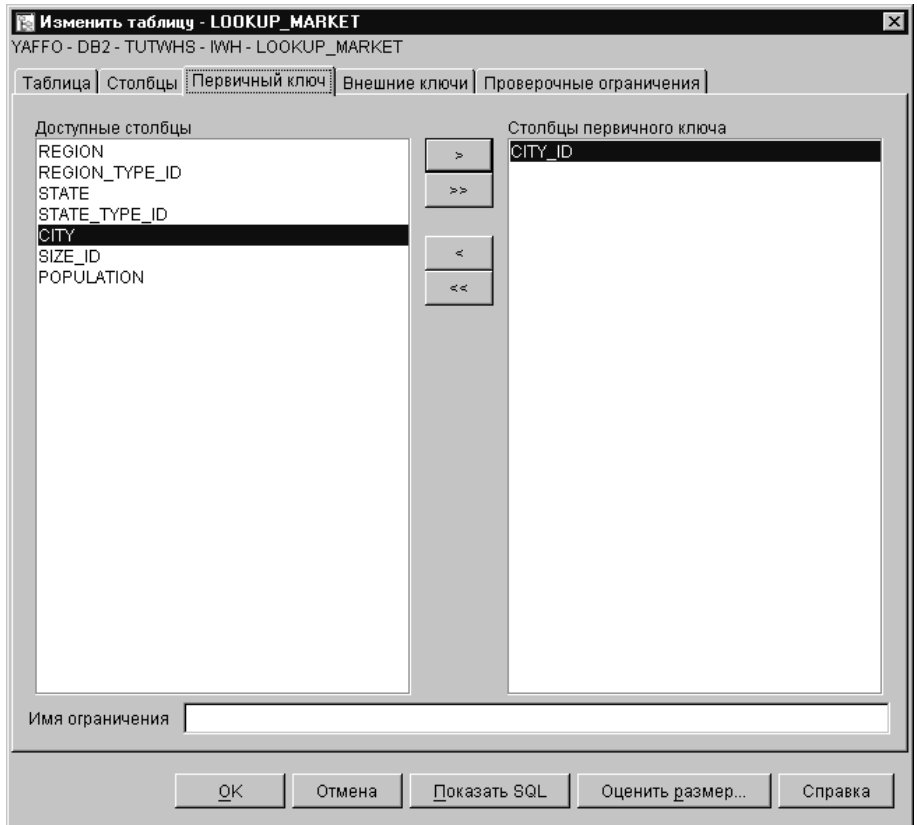 Изменить таблицу - LOOKUP_MARKET
YAFFO - DB2 - TUTWHS - IWH - LOOKUP_MARKET
Таблица Столбцы Первичный ключ Внешние ключи Проверочные ограничения
Доступные столбцы
REGION
REGION_TYPE_ID
STATE
STATE_TYPE_ID
CITY
SIZE_ID
POPULATION
>
>>
<
<<
Столбцы первичного ключа
CITY_ID
Имя ограничения
OK Отмена Показать SQL Оценить размер... Справка